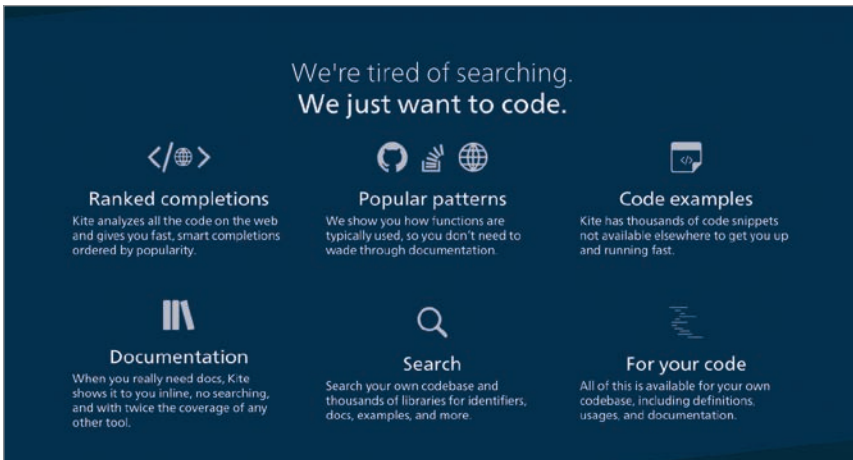 We're tired of searching.
We just want to code.
Ranked completions
Kite analyzes all the code on the web
and gives you fast, smart completions
ordered by popularity.
Popular patterns
We show you how functions are
typically used, so you don't need to
wade through documentation.
Code examples
Kite has thousands of code snippets
not available elsewhere to get you up
and running fast.
Documentation
When you really need docs, Kite
shows it to you inline, no searching,
and with twice the coverage of any
other tool.
Search
Search your own codebase and
thousands of libraries for identifiers,
docs, examples, and more.
For your code
All of this is available for your own
codebase, including definitions,
usages, and documentation.